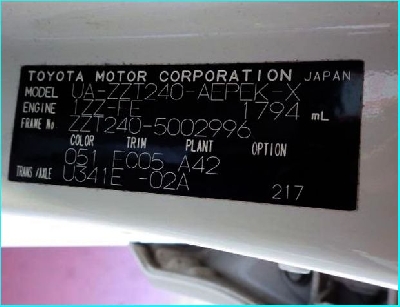 TOYOTA MOTOR CORPORATION JAPAN
MODEL UA-ZZT240-AEPEK-X
ENGINE 1ZZ-FE 1794 mL
FRAME No. ZZT240-5002996
COLOR TRIM PLANT OPTION
051 E005 A42
TRANS/AXLE U341E -02A 217